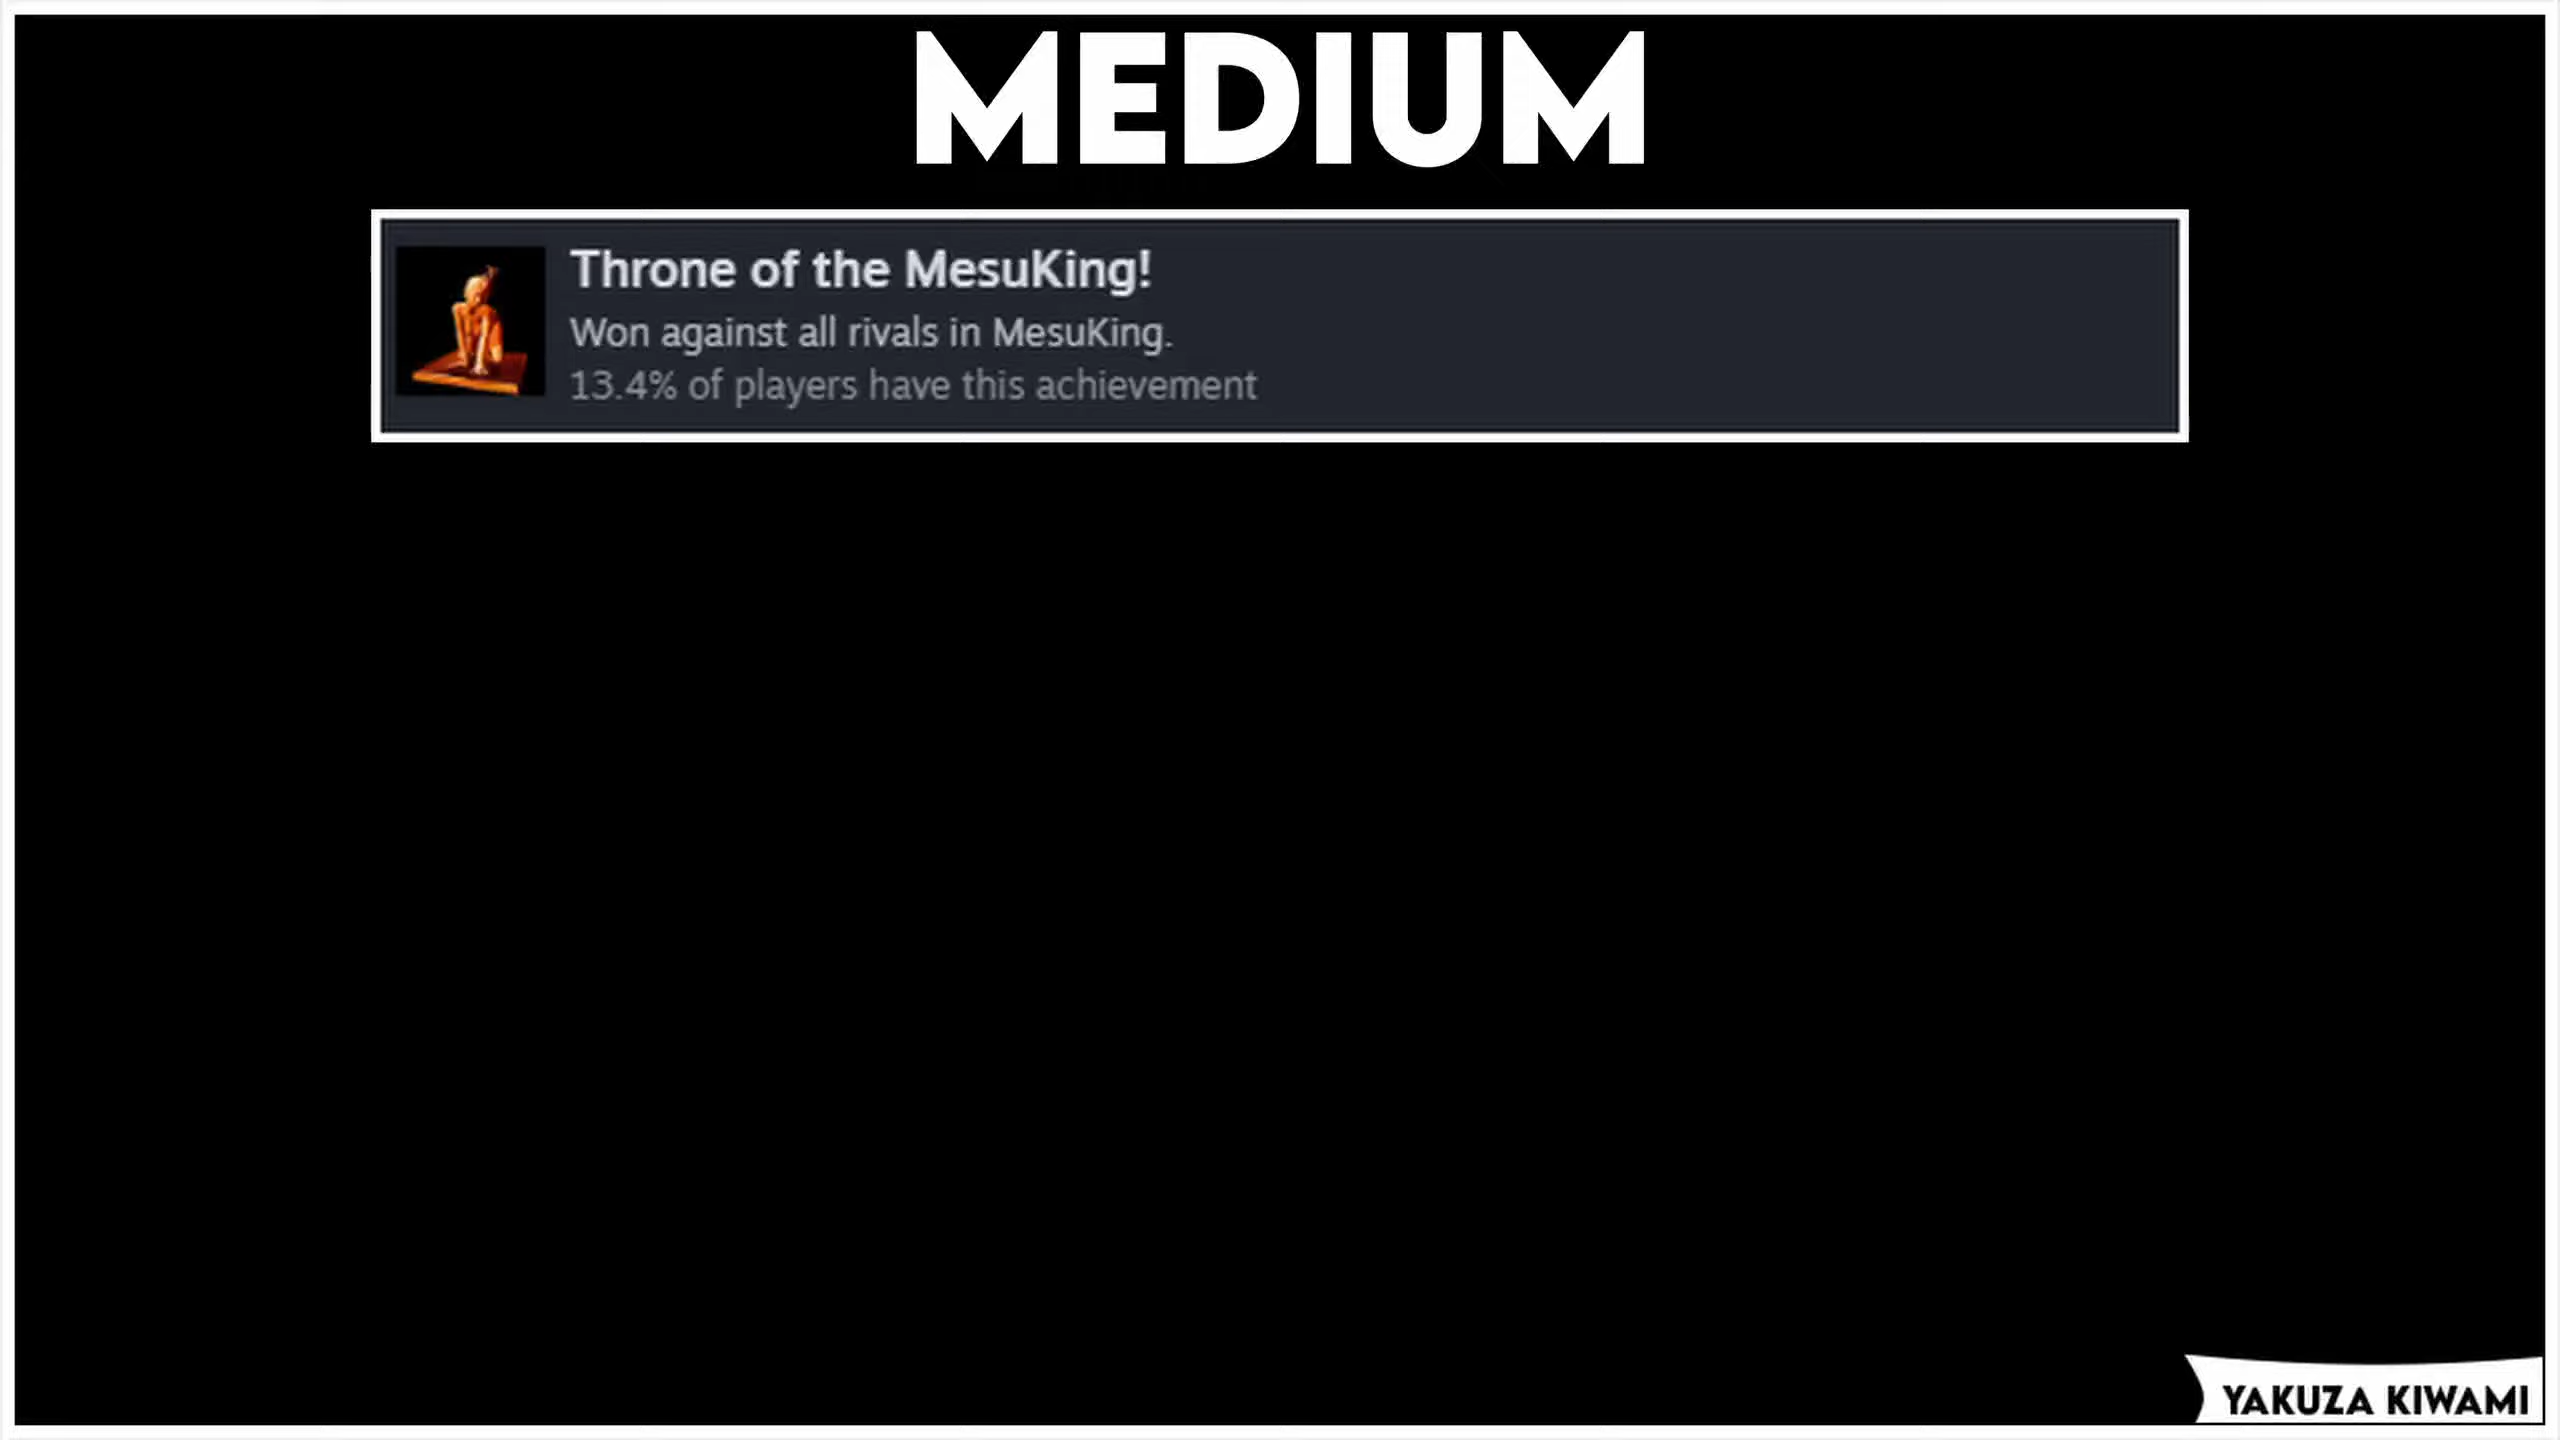 MEDIUM
Throne of the MesuKing!
Won against all rivals in MesuKing.
13.4% of players have this achievement
YAKUZA KIWAMI